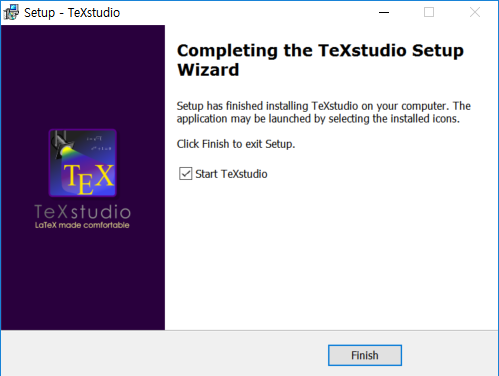 Setup - TeXstudio
Completing the TeXstudio Setup
Wizard
Setup has finished installing TeXstudio on your computer. The
application may be launched by selecting the installed icons.
Click Finish to exit Setup.
Start TeXstudio
TEX
TeXstudio
LaTeX made comfortable
Finish